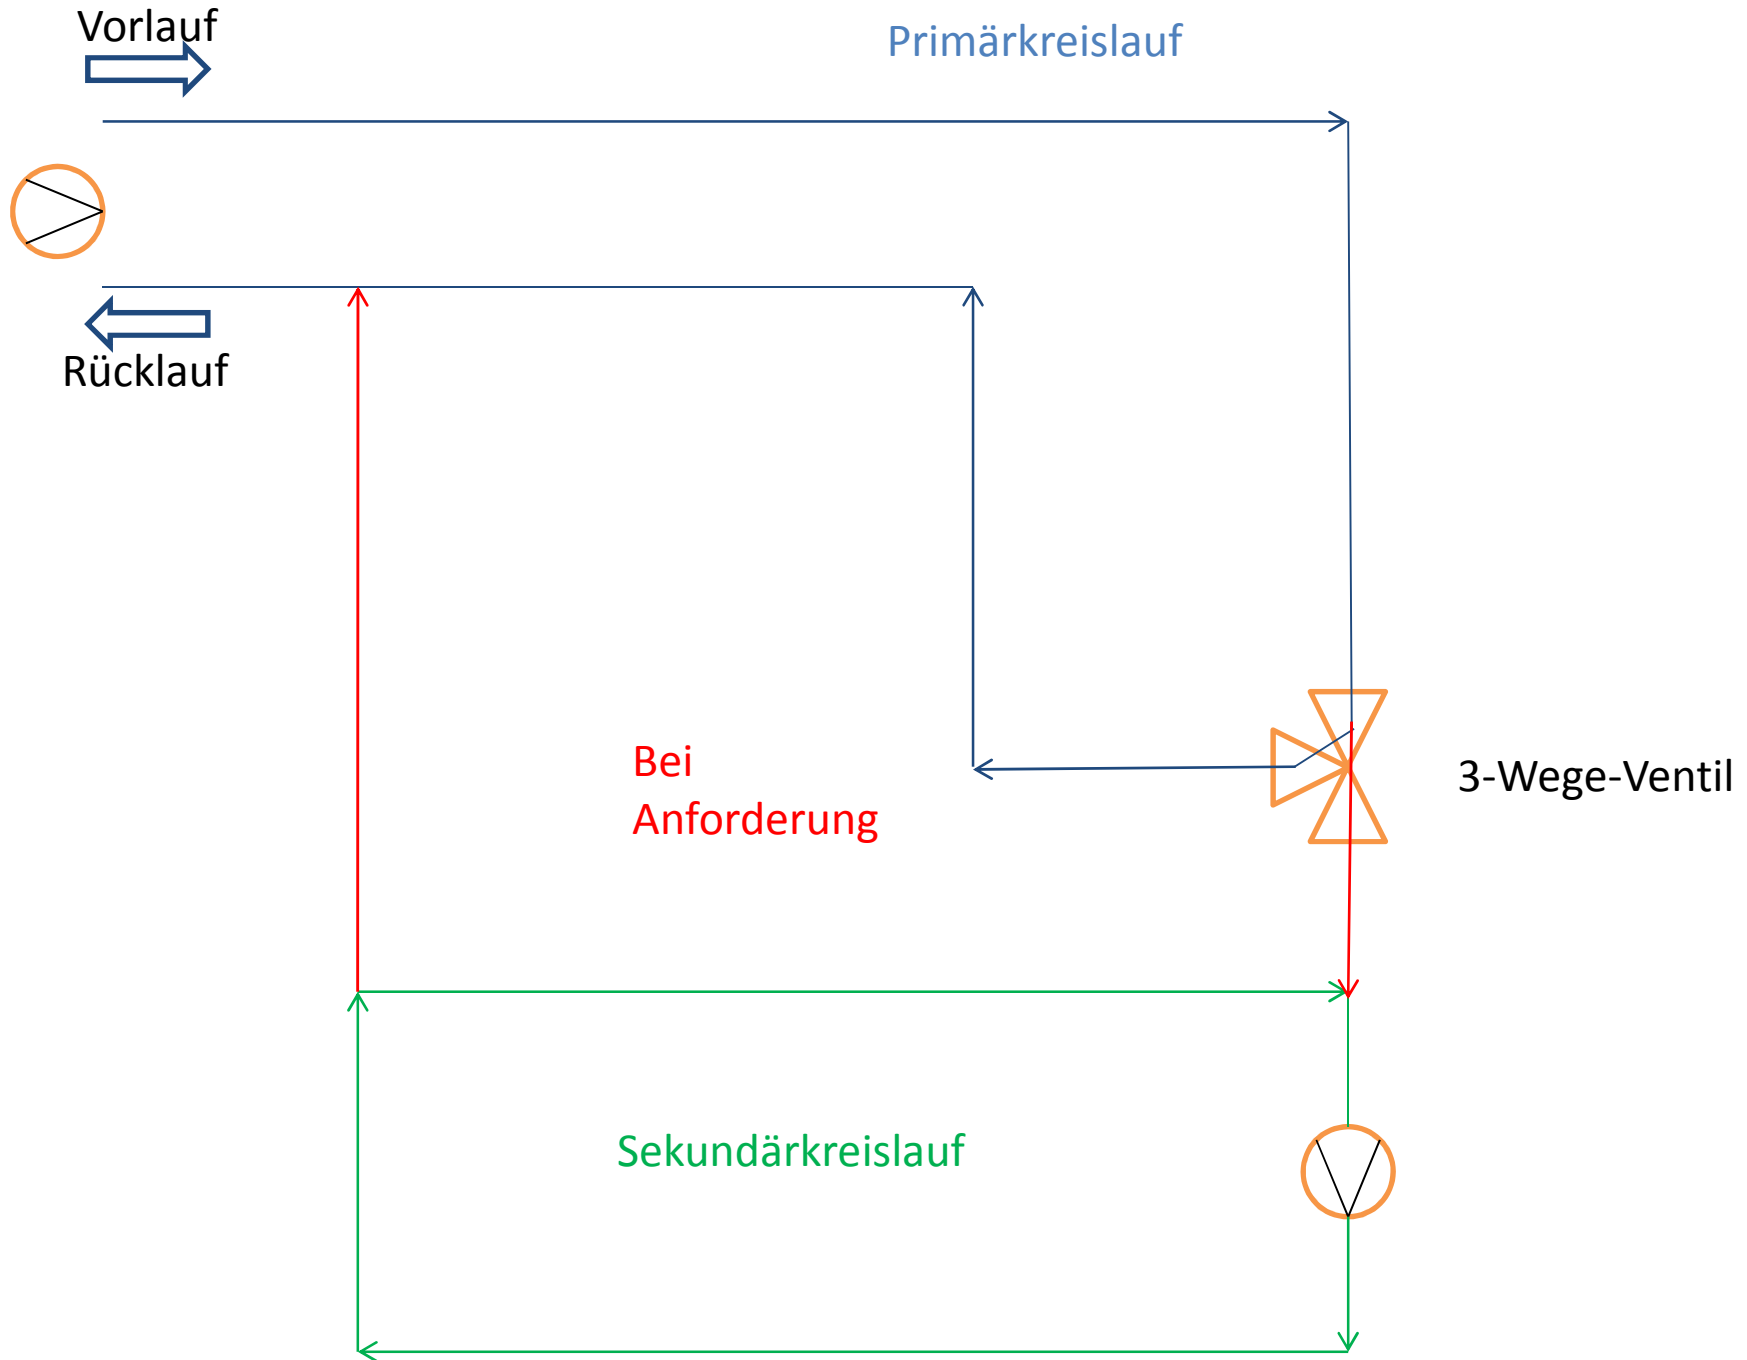 Vorlauf
Primärkreislauf
Rücklauf
Bei
Anforderung
3-Wege-Ventil
Sekundärkreislauf